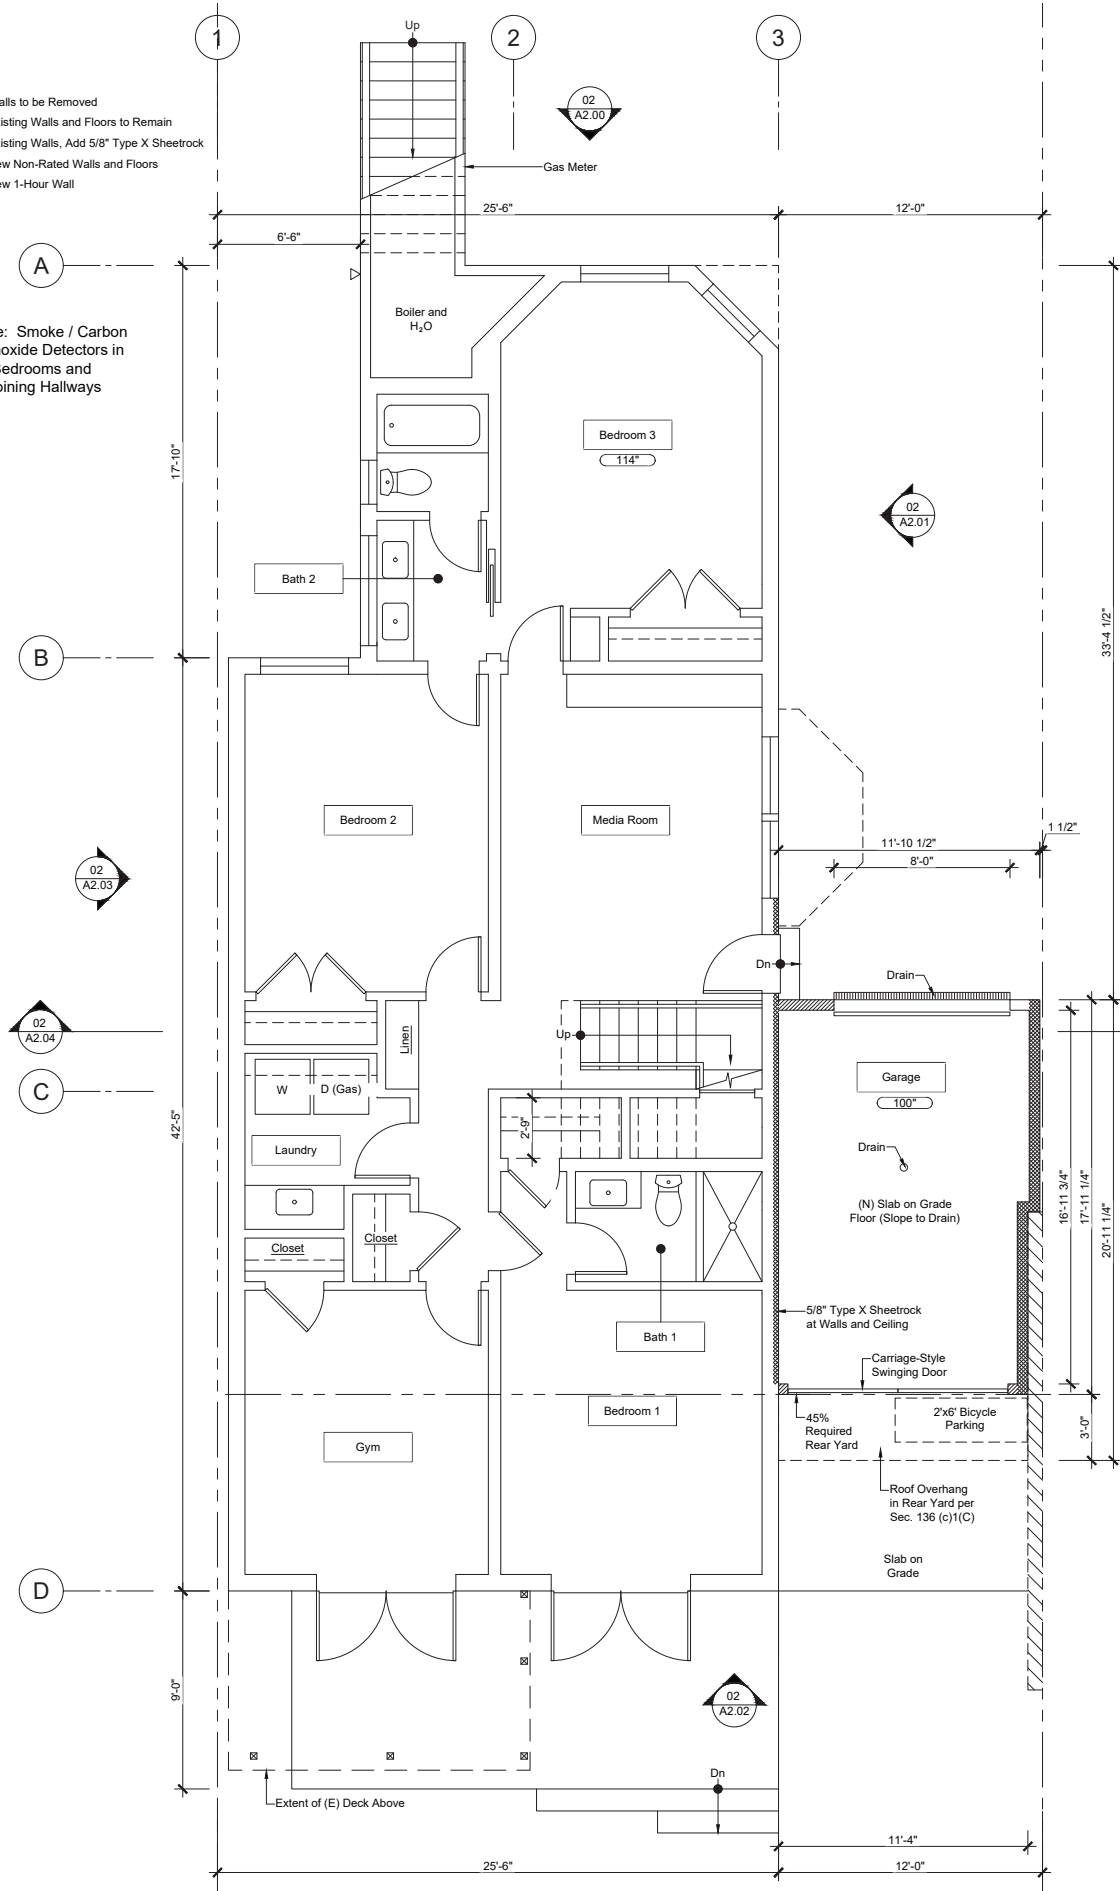 1
2
3
Up
02
A2.00
Walls to be Removed
Existing Walls and Floors to Remain
Existing Walls, Add 5/8" Type X Sheetrock
New Non-Rated Walls and Floors
New 1-Hour Wall
Gas Meter
25'-6"
12'-0"
6'-6"
A
Boiler and
H₂O
e: Smoke / Carbon
noxide Detectors in
Bedrooms and
oining Hallways
Bedroom 3
114"
17'-10"
02
A2.01
Bath 2
33'-4 1/2"
B
Bedroom 2
Media Room
1 1/2"
11'-10 1/2"
8'-0"
02
A2.03
Dn
Drain
02
A2.04
Up
Linen
C
W
D (Gas)
Garage
100"
42'-5"
2'-9"
Laundry
Drain
(N) Slab on Grade
Floor (Slope to Drain)
16'-11 3/4"
17'-11 1/4"
20'-11 1/4"
Closet
Closet
5/8" Type X Sheetrock
at Walls and Ceiling
Bath 1
Carriage-Style
Swinging Door
Bedroom 1
2'x6' Bicycle
Parking
45%
Required
Rear Yard
3'-0"
Gym
Roof Overhang
in Rear Yard per
Sec. 136 (c)1(C)
Slab on
Grade
D
9'-0"
02
A2.02
Dn
Extent of (E) Deck Above
11'-4"
25'-6"
12'-0"